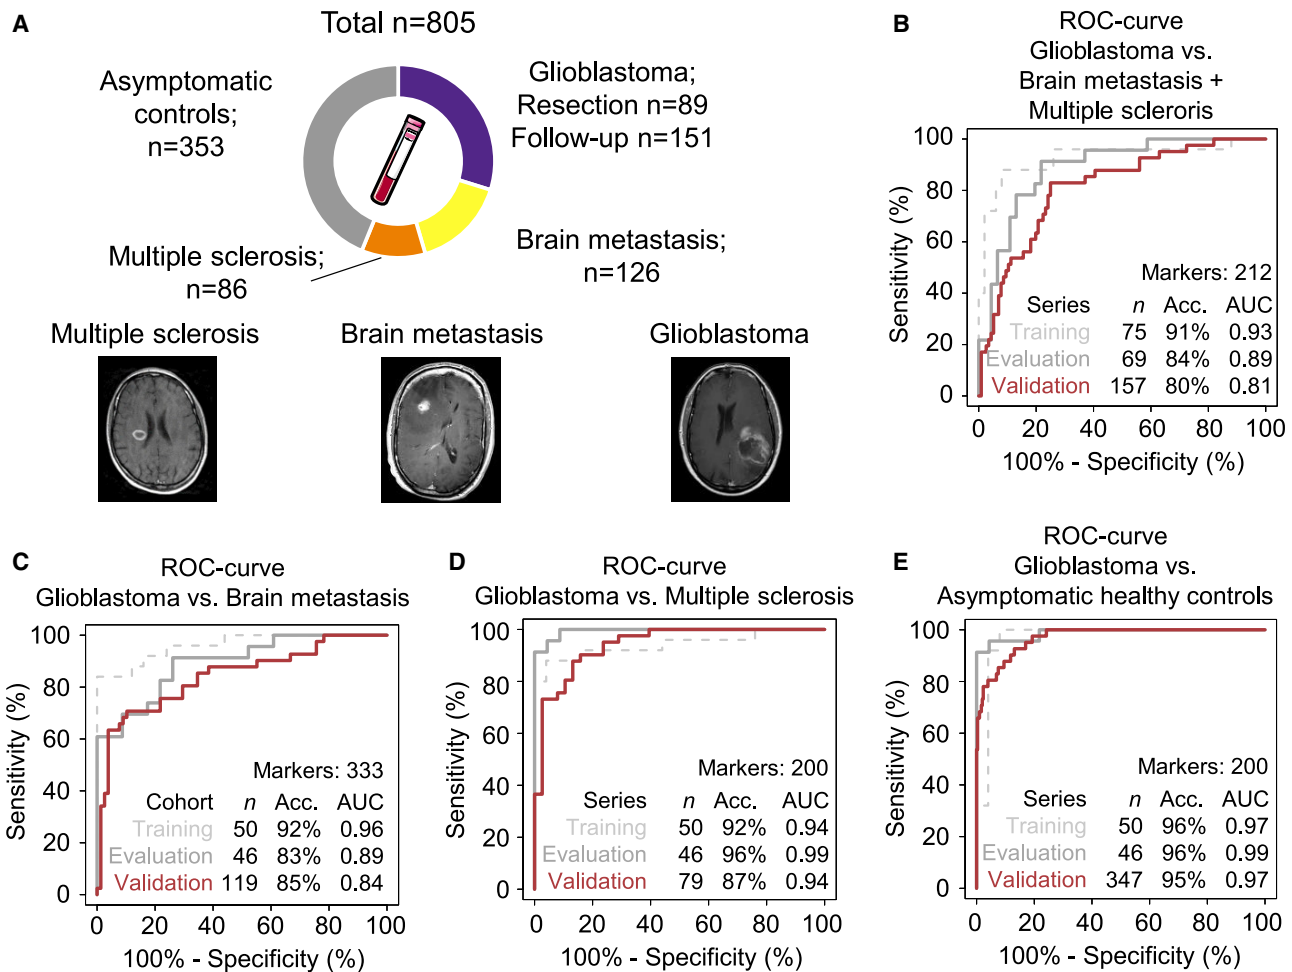 A
Total n=805
Asymptomatic
controls;
n=353
Glioblastoma;
Resection n=89
Follow-up n=151
Multiple sclerosis;
n=86
Brain metastasis;
n=126
Multiple sclerosis
Brain metastasis
Glioblastoma
B
ROC-curve
Glioblastoma vs.
Brain metastasis +
Multiple scleroris
Sensitivity (%)
100
80
60
40
20
0
Markers: 212
Series n Acc. AUC
Training 75 91% 0.93
Evaluation 69 84% 0.89
Validation 157 80% 0.81
0 20 40 60 80 100
100% - Specificity (%)
C
ROC-curve
Glioblastoma vs. Brain metastasis
Sensitivity (%)
100
80
60
40
20
0
Markers: 333
Cohort n Acc. AUC
Training 50 92% 0.96
Evaluation 46 83% 0.89
Validation 119 85% 0.84
0 20 40 60 80 100
100% - Specificity (%)
D
ROC-curve
Glioblastoma vs. Multiple sclerosis
Sensitivity (%)
100
80
60
40
20
0
Markers: 200
Series n Acc. AUC
Training 50 92% 0.94
Evaluation 46 96% 0.99
Validation 79 87% 0.94
0 20 40 60 80 100
100% - Specificity (%)
E
ROC-curve
Glioblastoma vs.
Asymptomatic healthy controls
Sensitivity (%)
100
80
60
40
20
0
Markers: 200
Series n Acc. AUC
Training 50 96% 0.97
Evaluation 46 96% 0.99
Validation 347 95% 0.97
0 20 40 60 80 100
100% - Specificity (%)